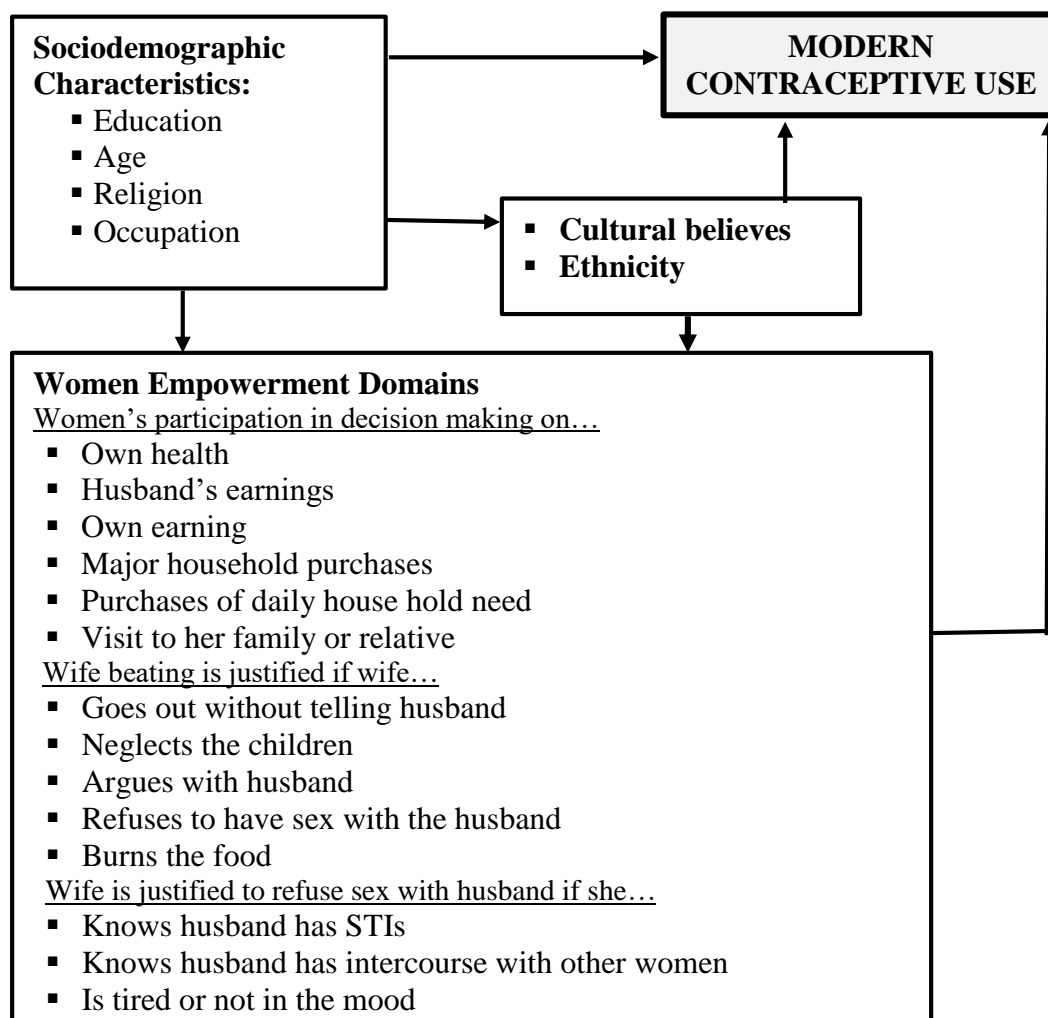 Sociodemographic
Characteristics:
▪ Education
▪ Age
▪ Religion
▪ Occupation
MODERN
CONTRACEPTIVE USE
▪ Cultural believes
▪ Ethnicity
Women Empowerment Domains
Women’s participation in decision making on…
▪ Own health
▪ Husband’s earnings
▪ Own earning
▪ Major household purchases
▪ Purchases of daily house hold need
▪ Visit to her family or relative
Wife beating is justified if wife…
▪ Goes out without telling husband
▪ Neglects the children
▪ Argues with husband
▪ Refuses to have sex with the husband
▪ Burns the food
Wife is justified to refuse sex with husband if she…
▪ Knows husband has STIs
▪ Knows husband has intercourse with other women
▪ Is tired or not in the mood